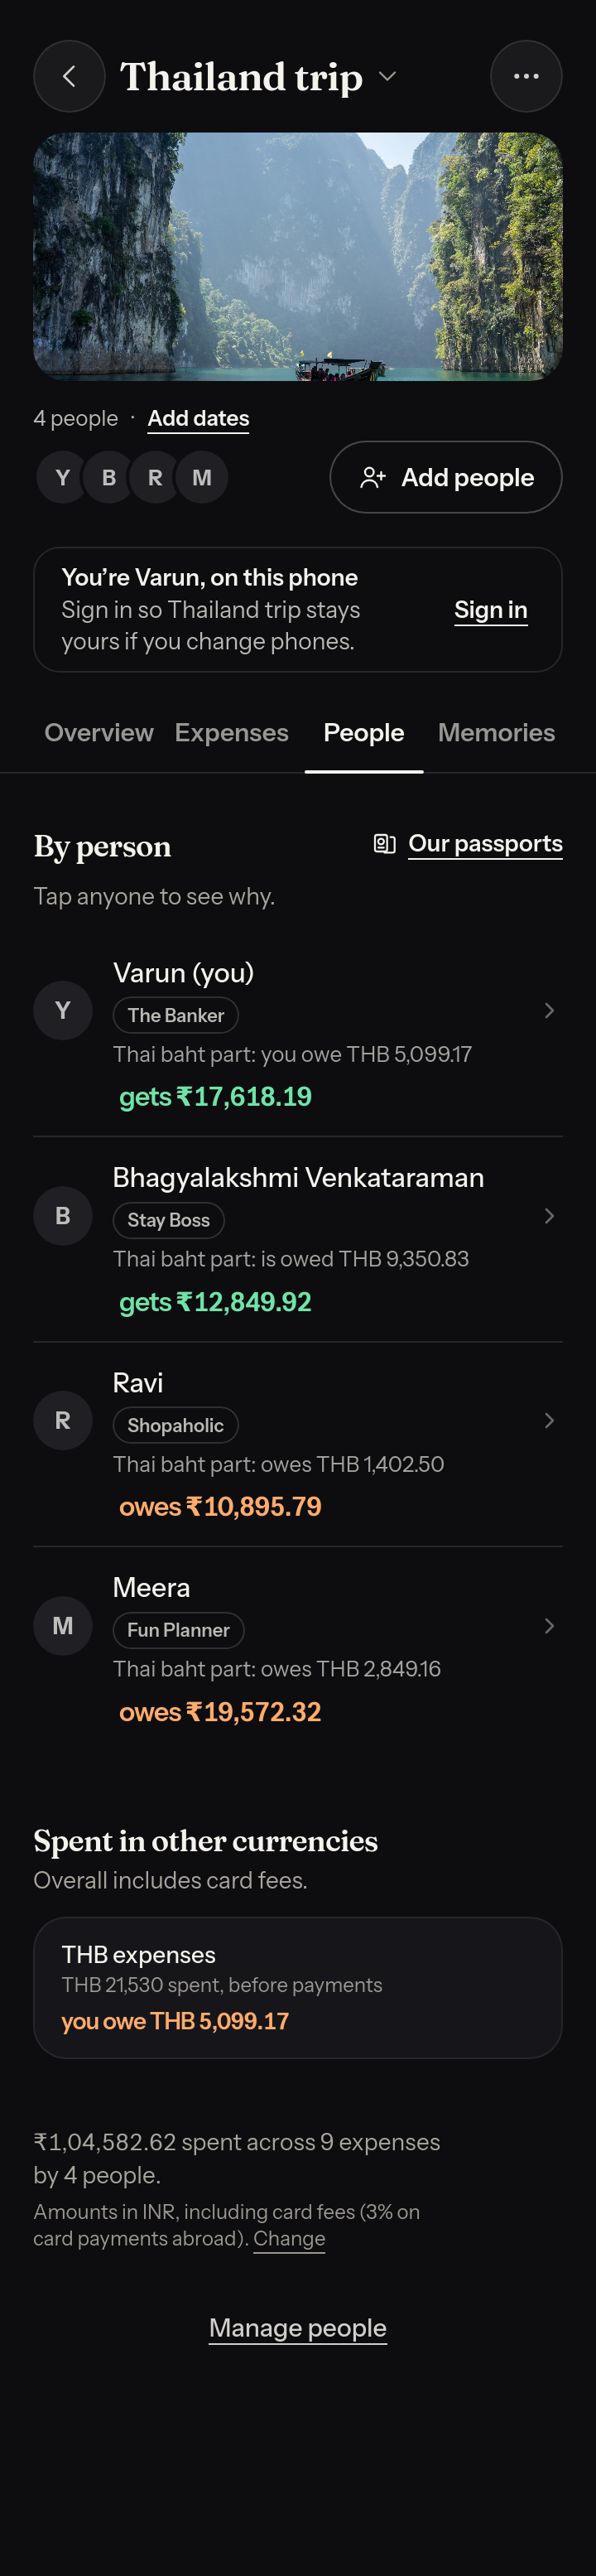 Thailand trip
4 people · Add dates
Y B R M
Add people
You’re Varun, on this phone
Sign in so Thailand trip stays
yours if you change phones.
Sign in
Overview Expenses People Memories
By person
Our passports
Tap anyone to see why.
Y
Varun (you)
The Banker
Thai baht part: you owe THB 5,099.17
gets ₹17,618.19
B
Bhagyalakshmi Venkataraman
Stay Boss
Thai baht part: is owed THB 9,350.83
gets ₹12,849.92
R
Ravi
Shopaholic
Thai baht part: owes THB 1,402.50
owes ₹10,895.79
M
Meera
Fun Planner
Thai baht part: owes THB 2,849.16
owes ₹19,572.32
Spent in other currencies
Overall includes card fees.
THB expenses
THB 21,530 spent, before payments
you owe THB 5,099.17
₹1,04,582.62 spent across 9 expenses
by 4 people.
Amounts in INR, including card fees (3% on
card payments abroad). Change
Manage people